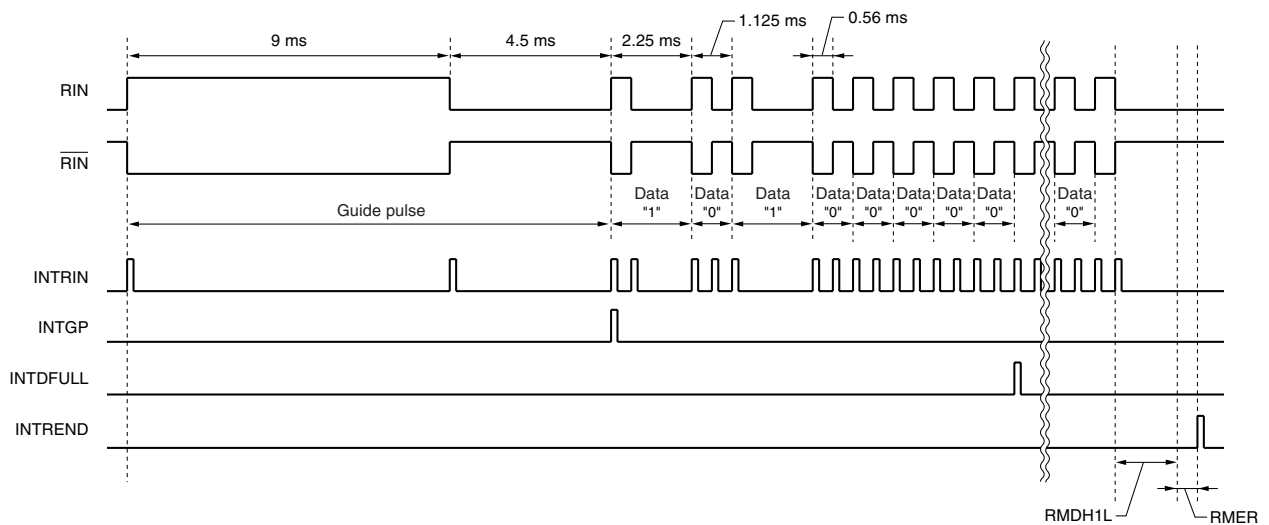 1.125 ms
0.56 ms
9 ms
4.5 ms
2.25 ms
RIN
RIN
Guide pulse
Data
"1"
Data
"0"
Data
"1"
Data
"0"
Data
"0"
Data
"0"
Data
"0"
Data
"0"
Data
"0"
INTRIN
INTGP
INTDFULL
INTREND
RMDH1L
RMER